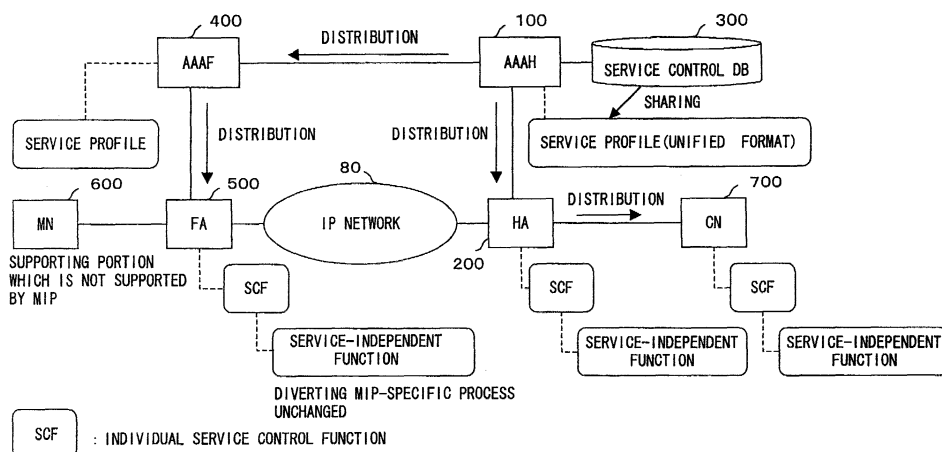 400
100
300
DISTRIBUTION
AAAF
AAAH
SERVICE CONTROL DB
SHARING
SERVICE PROFILE
DISTRIBUTION
DISTRIBUTION
SERVICE PROFILE(UNIFIED FORMAT)
600
500
80
700
DISTRIBUTION
MN
FA
IP NETWORK
HA
CN
200
SUPPORTING PORTION
WHICH IS NOT SUPPORTED
BY MIP
SCF
SCF
SCF
SERVICE-INDEPENDENT
FUNCTION
SERVICE-INDEPENDENT
FUNCTION
SERVICE-INDEPENDENT
FUNCTION
DIVERTING MIP-SPECIFIC PROCESS
UNCHANGED
SCF
: INDIVIDUAL SERVICE CONTROL FUNCTION